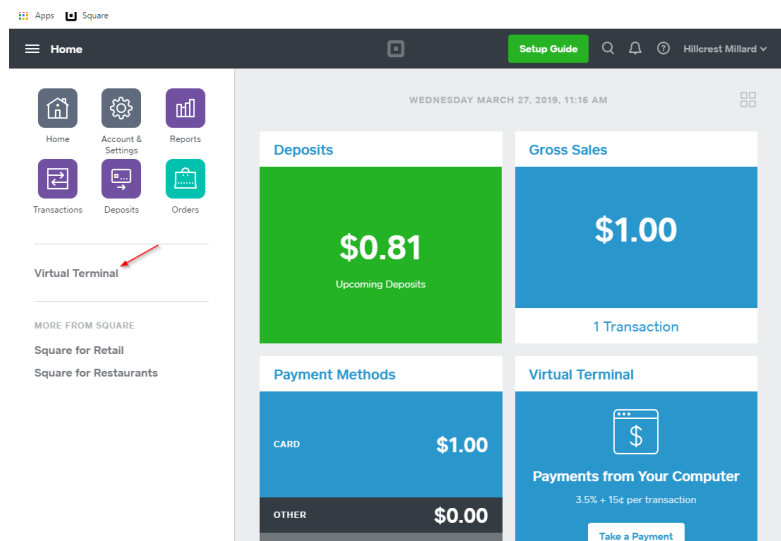 Apps Square
Home Setup Guide Hillcrest Millard
WEDNESDAY MARCH 27, 2019, 11:16 AM
Home Account & Settings Reports
Transactions Deposits Orders
Virtual Terminal
MORE FROM SQUARE
Square for Retail
Square for Restaurants
Deposits
$0.81
Upcoming Deposits
Gross Sales
$1.00
1 Transaction
Payment Methods
CARD $1.00
OTHER $0.00
Virtual Terminal
$
Payments from Your Computer
3.5% + 15¢ per transaction
Take a Payment